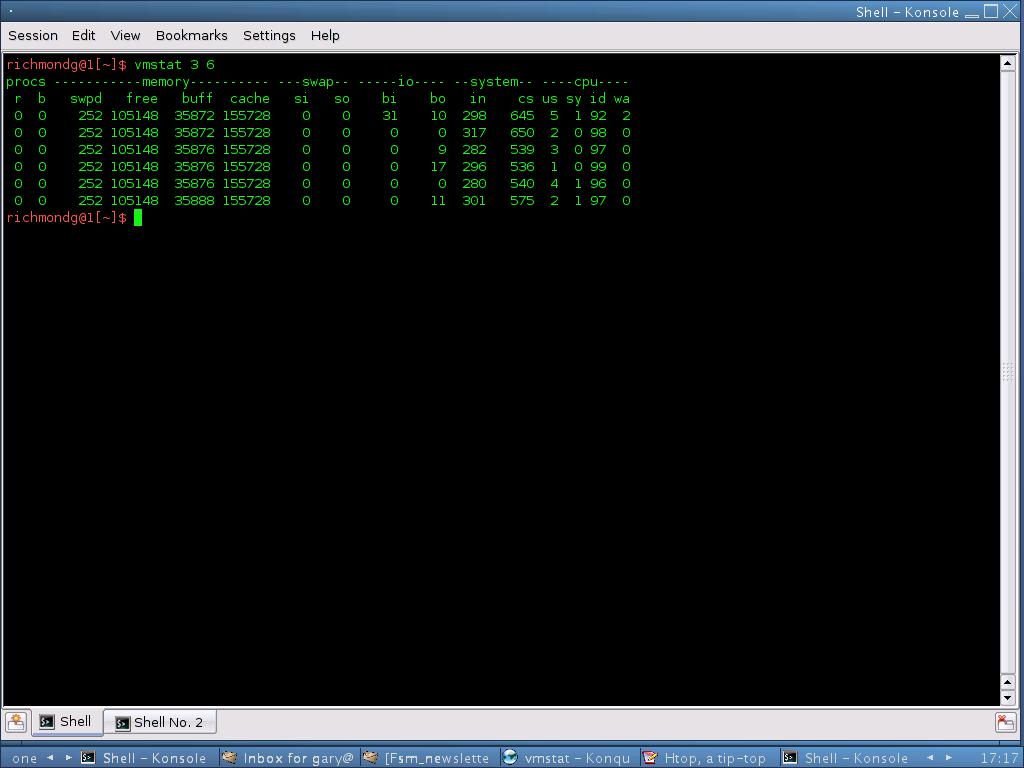 Shell - Konsole
Session Edit View Bookmarks Settings Help
richmondg@1[~]$ vmstat 3 6
procs -----------memory---------- ---swap-- -----io---- --system-- ----cpu----
 r  b   swpd   free   buff  cache   si   so    bi    bo   in    cs us sy id wa
 0  0    252 105148  35872 155728    0    0    31    10  298   645  5  1 92  2
 0  0    252 105148  35872 155728    0    0     0     0  317   650  2  0 98  0
 0  0    252 105148  35876 155728    0    0     0     9  282   539  3  0 97  0
 0  0    252 105148  35876 155728    0    0     0    17  296   536  1  0 99  0
 0  0    252 105148  35876 155728    0    0     0     0  280   540  4  1 96  0
 0  0    252 105148  35888 155728    0    0     0    11  301   575  2  1 97  0
richmondg@1[~]$
Shell Shell No. 2
one Shell - Konsole Inbox for gary@ [Fsm_newslette vmstat - Konqu Htop, a tip-top Shell - Konsole 17:17